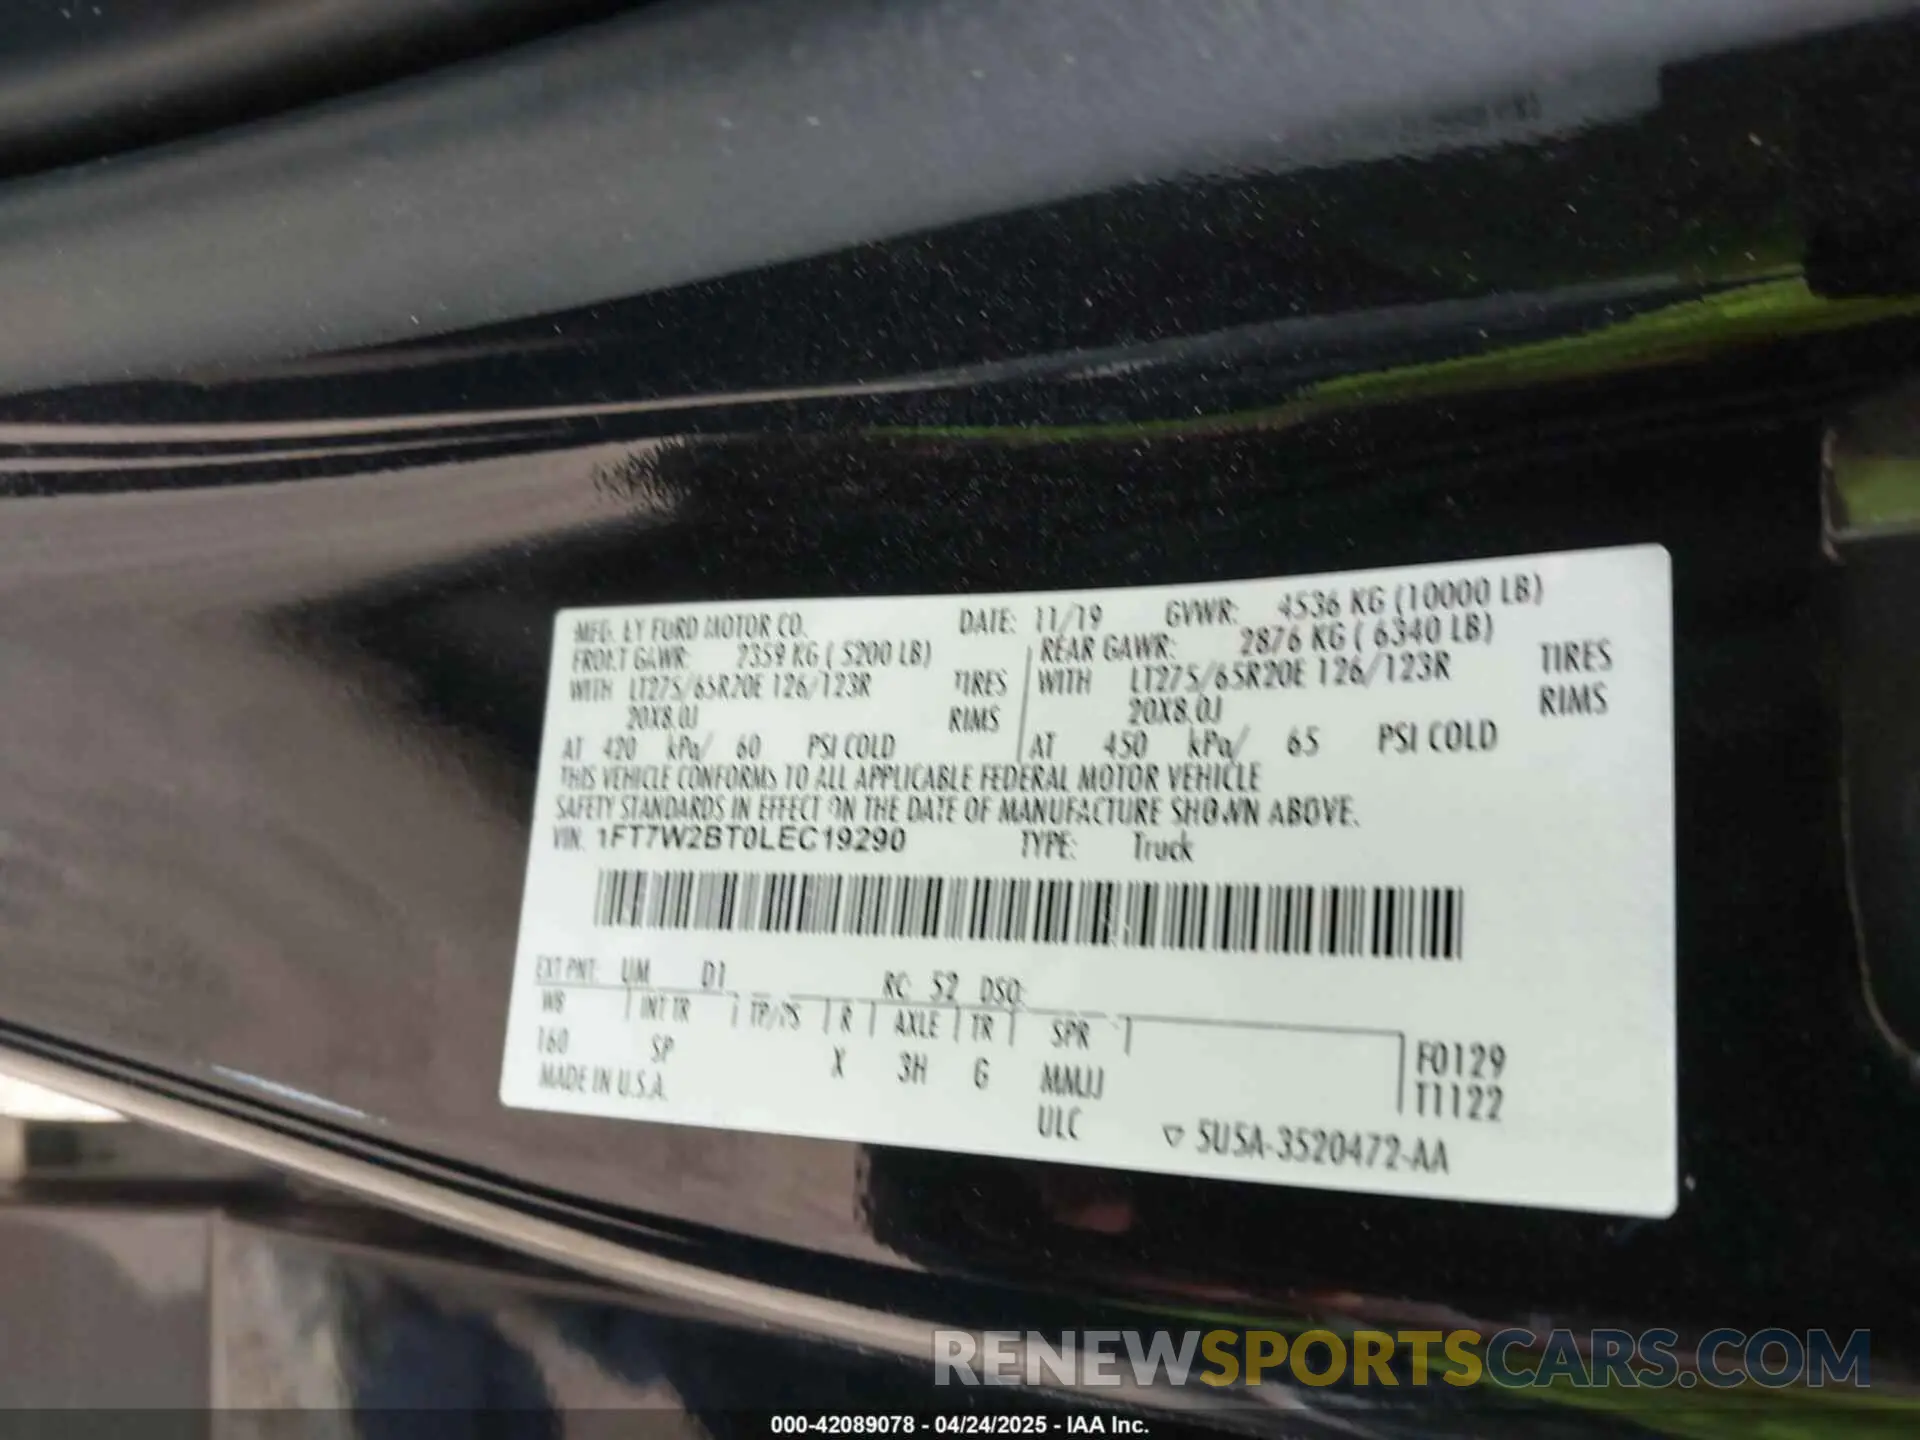 MFG. BY FORD MOTOR CO. DATE: 11/19 GVWR: 4536 KG (10000 LB)
FRONT GAWR: 2359 KG ( 5200 LB) REAR GAWR: 2876 KG ( 6340 LB)
WITH LT275/65R20E 126/123R TIRES WITH LT275/65R20E 126/123R TIRES
20X8.0J RIMS 20X8.0J RIMS
AT 420 kPa/ 60 PSI COLD AT 450 kPa/ 65 PSI COLD
THIS VEHICLE CONFORMS TO ALL APPLICABLE FEDERAL MOTOR VEHICLE
SAFETY STANDARDS IN EFFECT ON THE DATE OF MANUFACTURE SHOWN ABOVE.
VIN: 1FT7W2BT0LEC19290 TYPE: Truck
EXT PNT: UM D1 RC: 52 DSO:
WB INT TR TP/PS R AXLE TR SPR
160 SP X 3H G MMJJ F0129
MADE IN U.S.A. ULC T1122
▽ 5U5A-3520472-AA
RENEWSPORTSCARS.COM
000-42089078 - 04/24/2025 - IAA Inc.